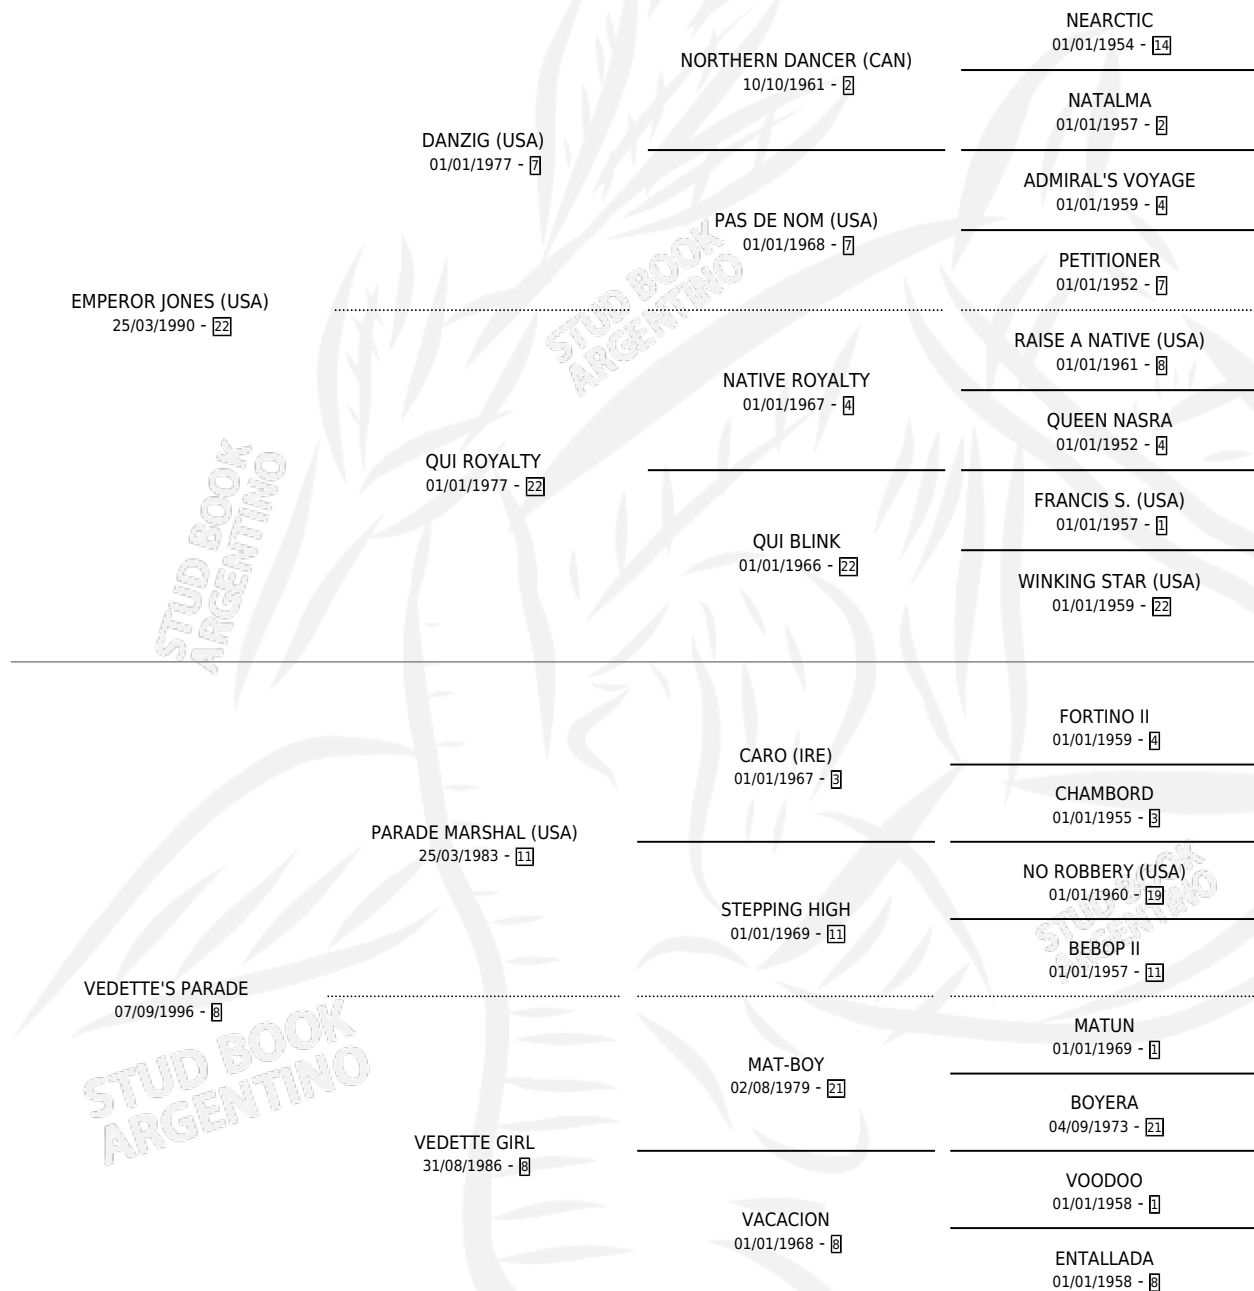 NEARCTIC
01/01/1954 - 14
NORTHERN DANCER (CAN)
10/10/1961 - 2
NATALMA
01/01/1957 - 2
DANZIG (USA)
01/01/1977 - 7
ADMIRAL'S VOYAGE
01/01/1959 - 4
PAS DE NOM (USA)
01/01/1968 - 7
PETITIONER
01/01/1952 - 7
EMPEROR JONES (USA)
25/03/1990 - 22
STUD BOOK
ARGENTINO
RAISE A NATIVE (USA)
01/01/1961 - 8
NATIVE ROYALTY
01/01/1967 - 4
QUEEN NASRA
01/01/1952 - 4
QUI ROYALTY
01/01/1977 - 22
FRANCIS S. (USA)
01/01/1957 - 1
QUI BLINK
01/01/1966 - 22
WINKING STAR (USA)
01/01/1959 - 22
STUD BOOK
ARGENTINO
FORTINO II
01/01/1959 - 4
CARO (IRE)
01/01/1967 - 3
CHAMBORD
01/01/1955 - 3
PARADE MARSHAL (USA)
25/03/1983 - 11
NO ROBBERY (USA)
01/01/1960 - 19
STEPPING HIGH
01/01/1969 - 11
STUD BOOK
ARGENTINO
BEBOP II
01/01/1957 - 11
VEDETTE'S PARADE
07/09/1996 - 8
STUD BOOK
ARGENTINO
MATUN
01/01/1969 - 1
MAT-BOY
02/08/1979 - 21
BOYERA
04/09/1973 - 21
VEDETTE GIRL
31/08/1986 - 8
VOODOO
01/01/1958 - 1
VACACION
01/01/1968 - 8
ENTALLADA
01/01/1958 - 8